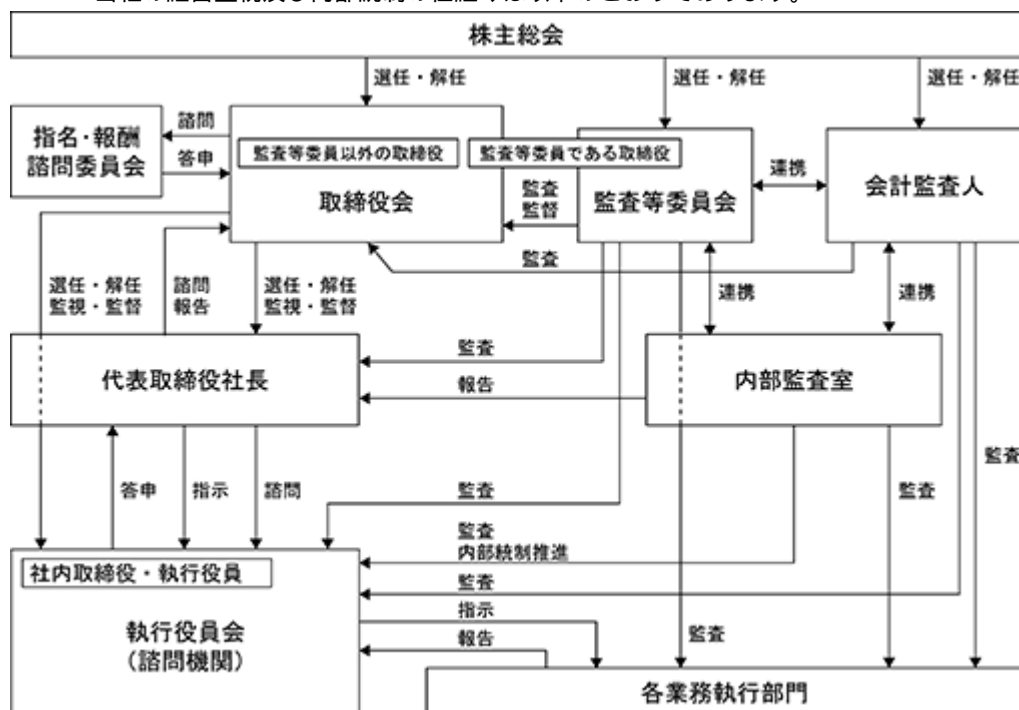 株主総会
選任・解任
選任・解任
選任・解任
指名・報酬
諮問委員会
諮問
答申
監査等委員以外の取締役
監査等委員である取締役
取締役会
監査
監督
監査等委員会
連携
会計監査人
監査
選任・解任
監視・監督
諮問
報告
選任・解任
監視・監督
連携
連携
代表取締役社長
監査
報告
内部監査室
答申
指示
諮問
監査
監査
監査
監査
内部統制推進
社内取締役・執行役員
監査
指示
執行役員会
(諮問機関)
報告
監査
各業務執行部門